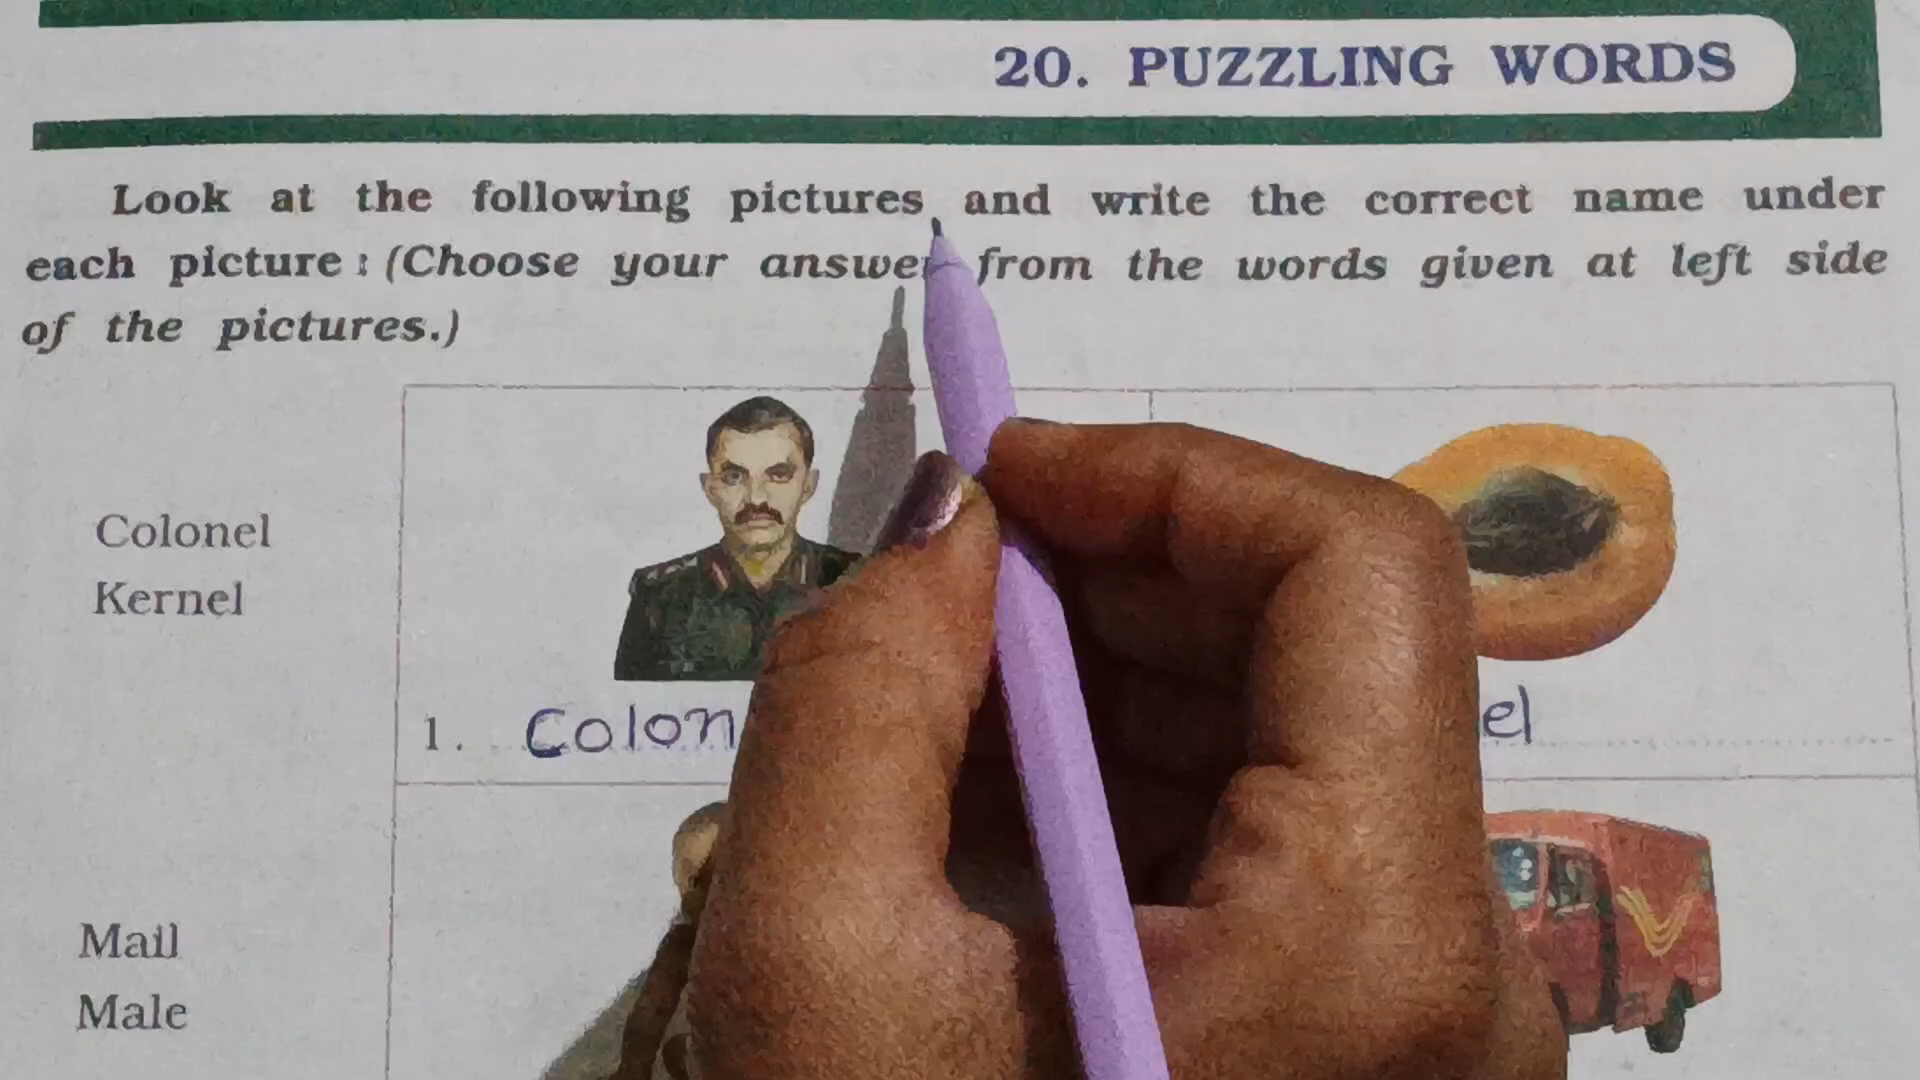 20. PUZZLING WORDS
Look at the following pictures and write the correct name under
each picture : (Choose your answer from the words given at left side
of the pictures.)
Colonel
Kernel
1. Colon
el
Mail
Male